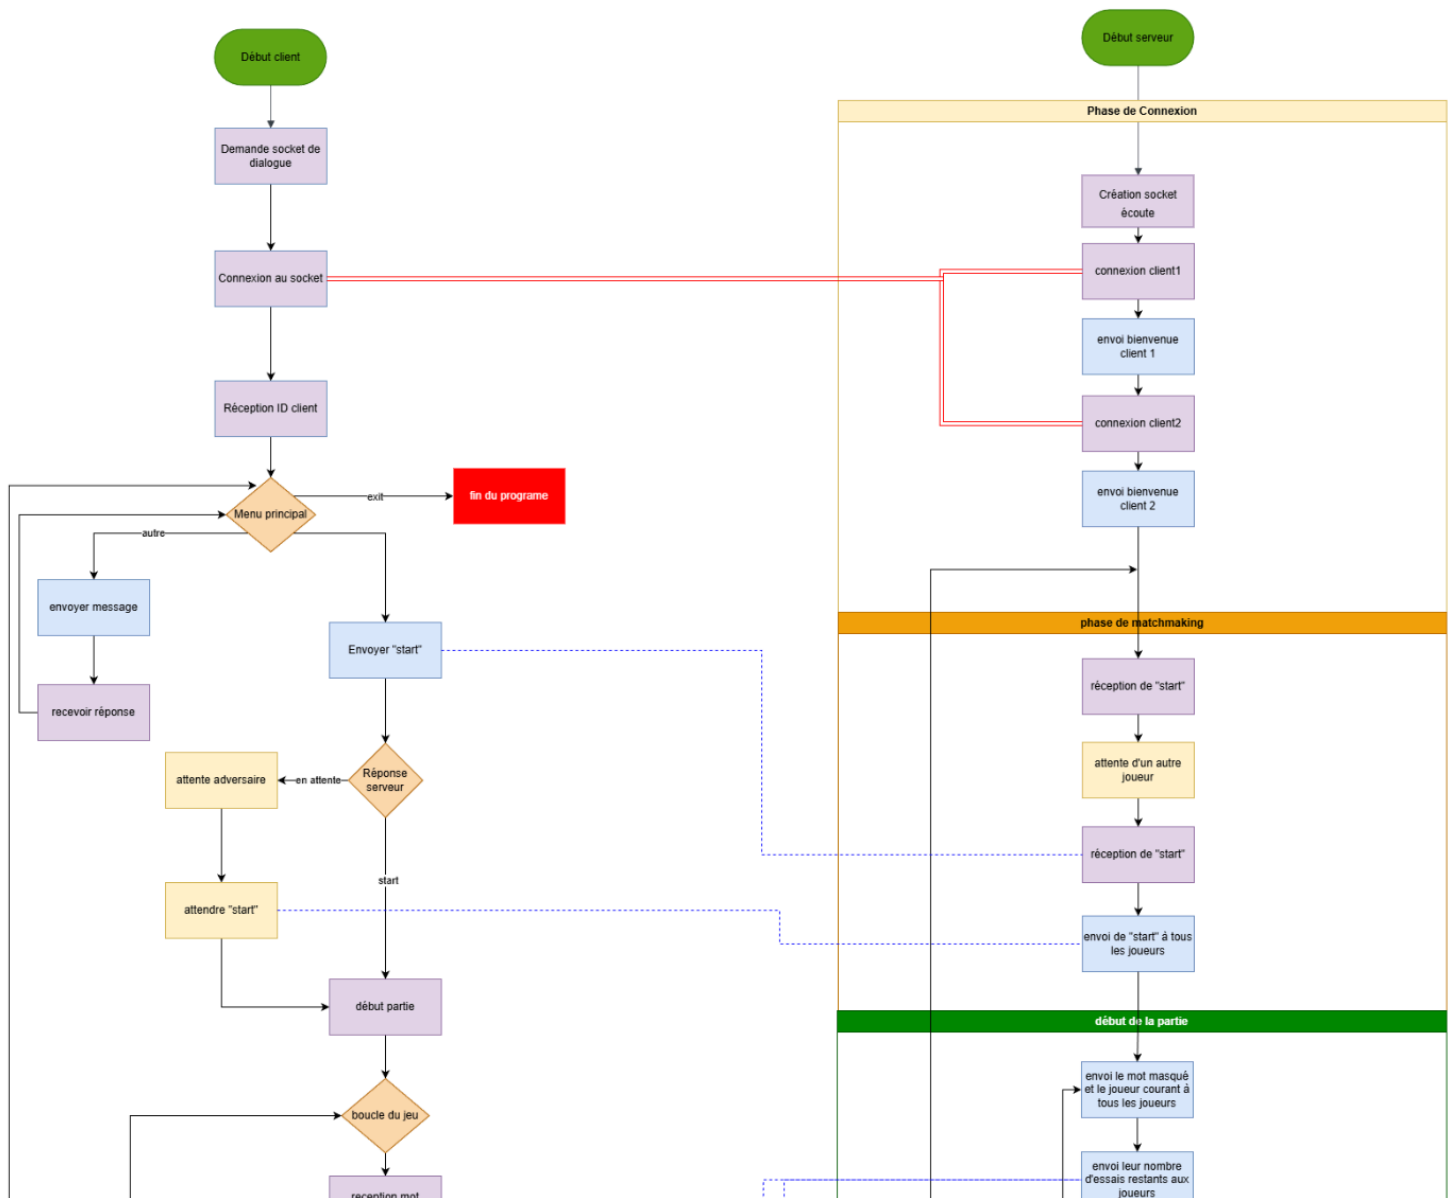 Début client
Demande socket de
dialogue
Connexion au socket
Réception ID client
Menu principal
exit
fin du programe
autre
envoyer message
recevoir réponse
Envoyer "start"
Réponse
serveur
en attente
attente adversaire
attendre "start"
start
début partie
boucle du jeu
reception mot
Début serveur
Phase de Connexion
Création socket
écoute
connexion client1
envoi bienvenue
client 1
connexion client2
envoi bienvenue
client 2
phase de matchmaking
réception de "start"
attente d'un autre
joueur
réception de "start"
envoi de "start" à tous
les joueurs
début de la partie
envoi le mot masqué
et le joueur courant à
tous les joueurs
envoi leur nombre
d'essais restants aux
joueurs